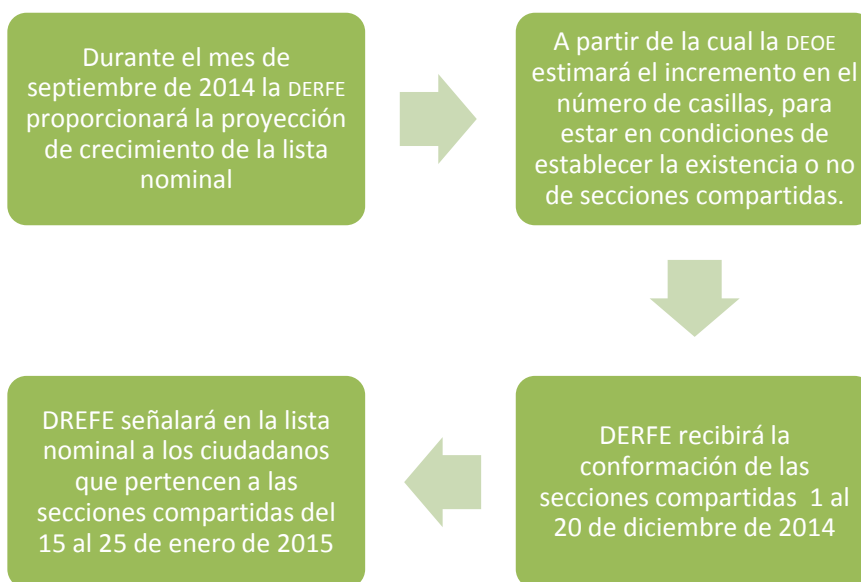 Durante el mes de
septiembre de 2014 la DERFE
proporcionará la proyección
de crecimiento de la lista
nominal
A partir de la cual la DEOE
estimará el incremento en el
número de casillas, para
estar en condiciones de
establecer la existencia o no
de secciones compartidas.
DERFE recibirá la
conformación de las
secciones compartidas 1 al
20 de diciembre de 2014
DREFE señalará en la lista
nominal a los ciudadanos
que pertencen a las
secciones compartidas del
15 al 25 de enero de 2015